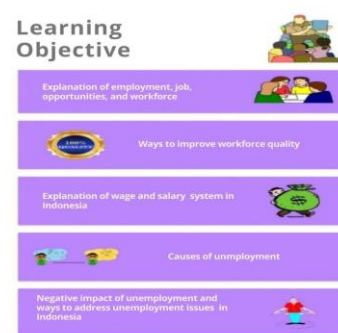 Learning
Objective
Explanation of employment, job,
opportunities, and workforce
100%
Ways to improve workforce quality
Explanation of wage and salary system in
Indonesia
Causes of unmployment
Negative impact of unemployment and
ways to address unemployment issues in
Indonesia